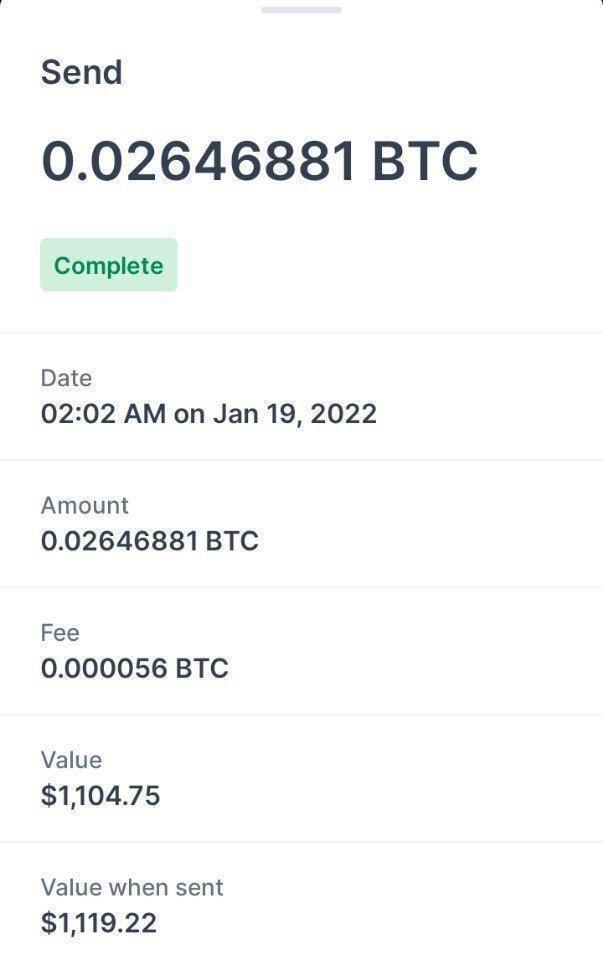 Send
0.02646881 BTC
Complete
Date
02:02 AM on Jan 19, 2022
Amount
0.02646881 BTC
Fee
0.000056 BTC
Value
$1,104.75
Value when sent
$1,119.22